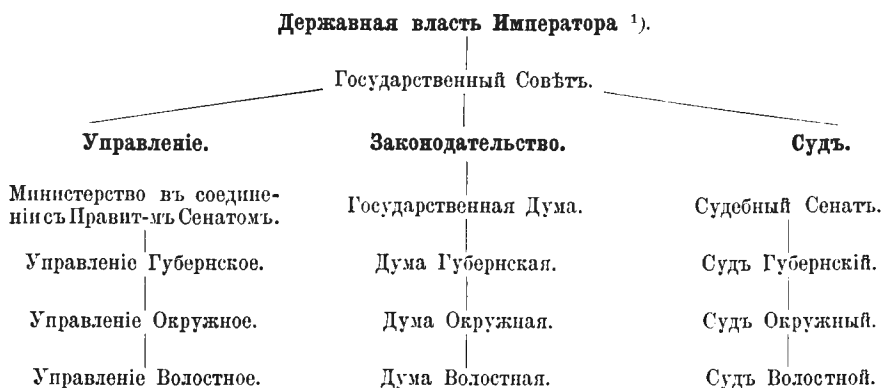 Державная власть Императора ¹).
Государственный Совѣтъ.
Управленіе.
Законодательство.
Судъ.
Министерство въ соедине-
ніи съ Правит-мъ Сенатомъ.
Государственная Дума.
Судебный Сенатъ.
Управленіе Губернское.
Дума Губернская.
Судъ Губернскій.
Управленіе Окружное.
Дума Окружная.
Судъ Окружный.
Управленіе Волостное.
Дума Волостная.
Судъ Волостной.